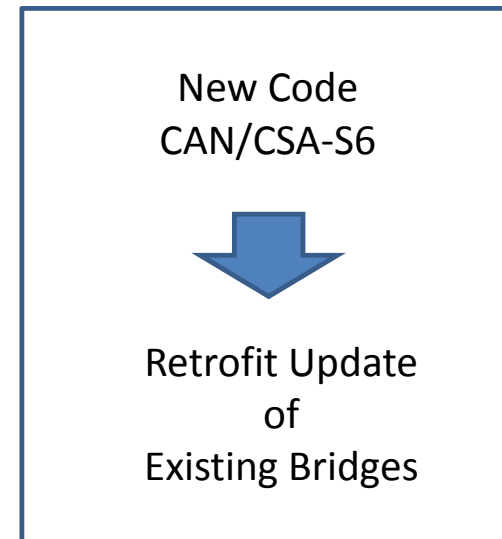 New Code
CAN/CSA-S6
Retrofit Update
of
Existing Bridges